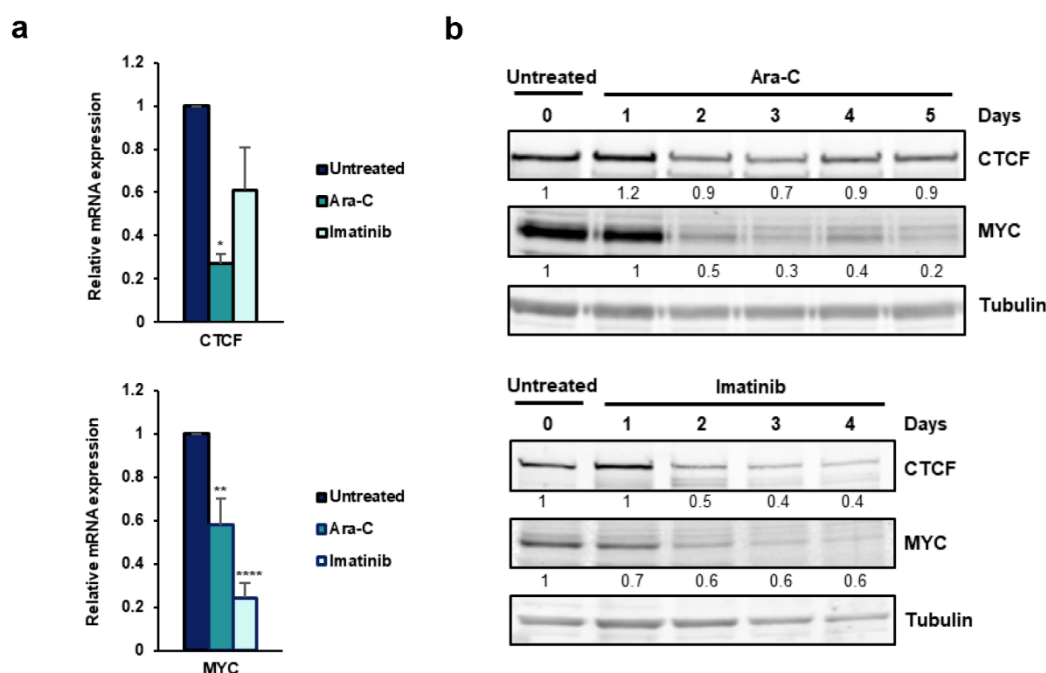 a
1.2
1
0.8
0.6
0.4
0.2
0
Relative mRNA expression
*
CTCF
Untreated
Ara-C
Imatinib
1.2
1
0.8
0.6
0.4
0.2
0
Relative mRNA expression
**
****
MYC
Untreated
Ara-C
Imatinib
b
Untreated Ara-C
0 1 2 3 4 5 Days
CTCF
1 1.2 0.9 0.7 0.9 0.9
MYC
1 1 0.5 0.3 0.4 0.2
Tubulin
Untreated Imatinib
0 1 2 3 4 Days
CTCF
1 1 0.5 0.4 0.4
MYC
1 0.7 0.6 0.6 0.6
Tubulin